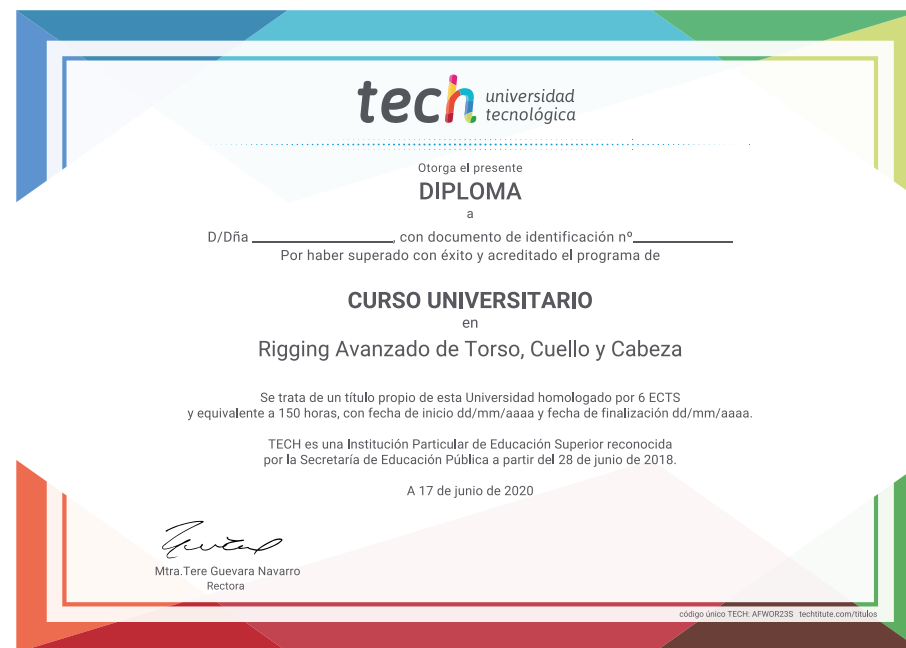 tech universidad
tecnológica
Otorga el presente
DIPLOMA
a
D/Dña ____________________, con documento de identificación nº______________
Por haber superado con éxito y acreditado el programa de
CURSO UNIVERSITARIO
en
Rigging Avanzado de Torso, Cuello y Cabeza
Se trata de un título propio de esta Universidad homologado por 6 ECTS
y equivalente a 150 horas, con fecha de inicio dd/mm/aaaa y fecha de finalización dd/mm/aaaa.
TECH es una Institución Particular de Educación Superior reconocida
por la Secretaría de Educación Pública a partir del 28 de junio de 2018.
A 17 de junio de 2020
Mtra.Tere Guevara Navarro
Rectora
código único TECH: AFWOR23S techtitute.com/titulos